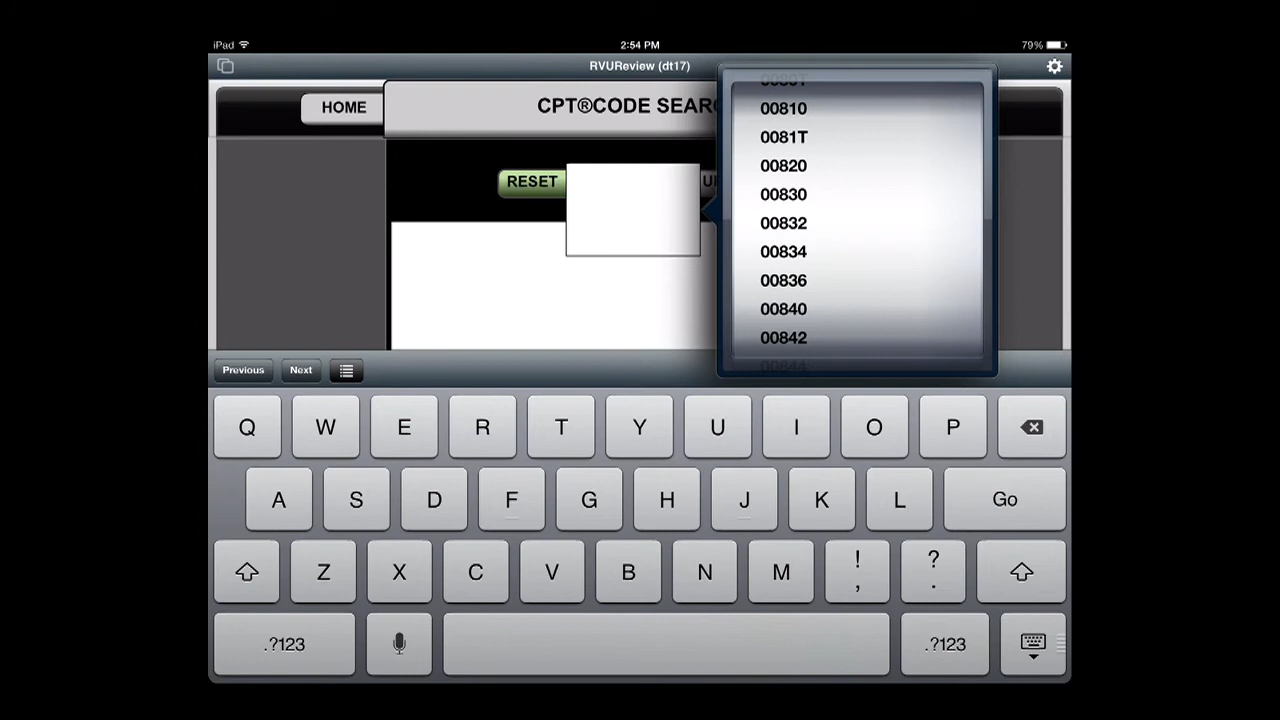 iPad 2:54 PM 79%
RVUReview (dt17)
HOME CPT®CODE SEARC
RESET U
00810
0081T
00820
00830
00832
00834
00836
00840
00842
Previous Next
Q W E R T Y U I O P
A S D F G H J K L Go
Z X C V B N M ! , ? .
.?123 .?123